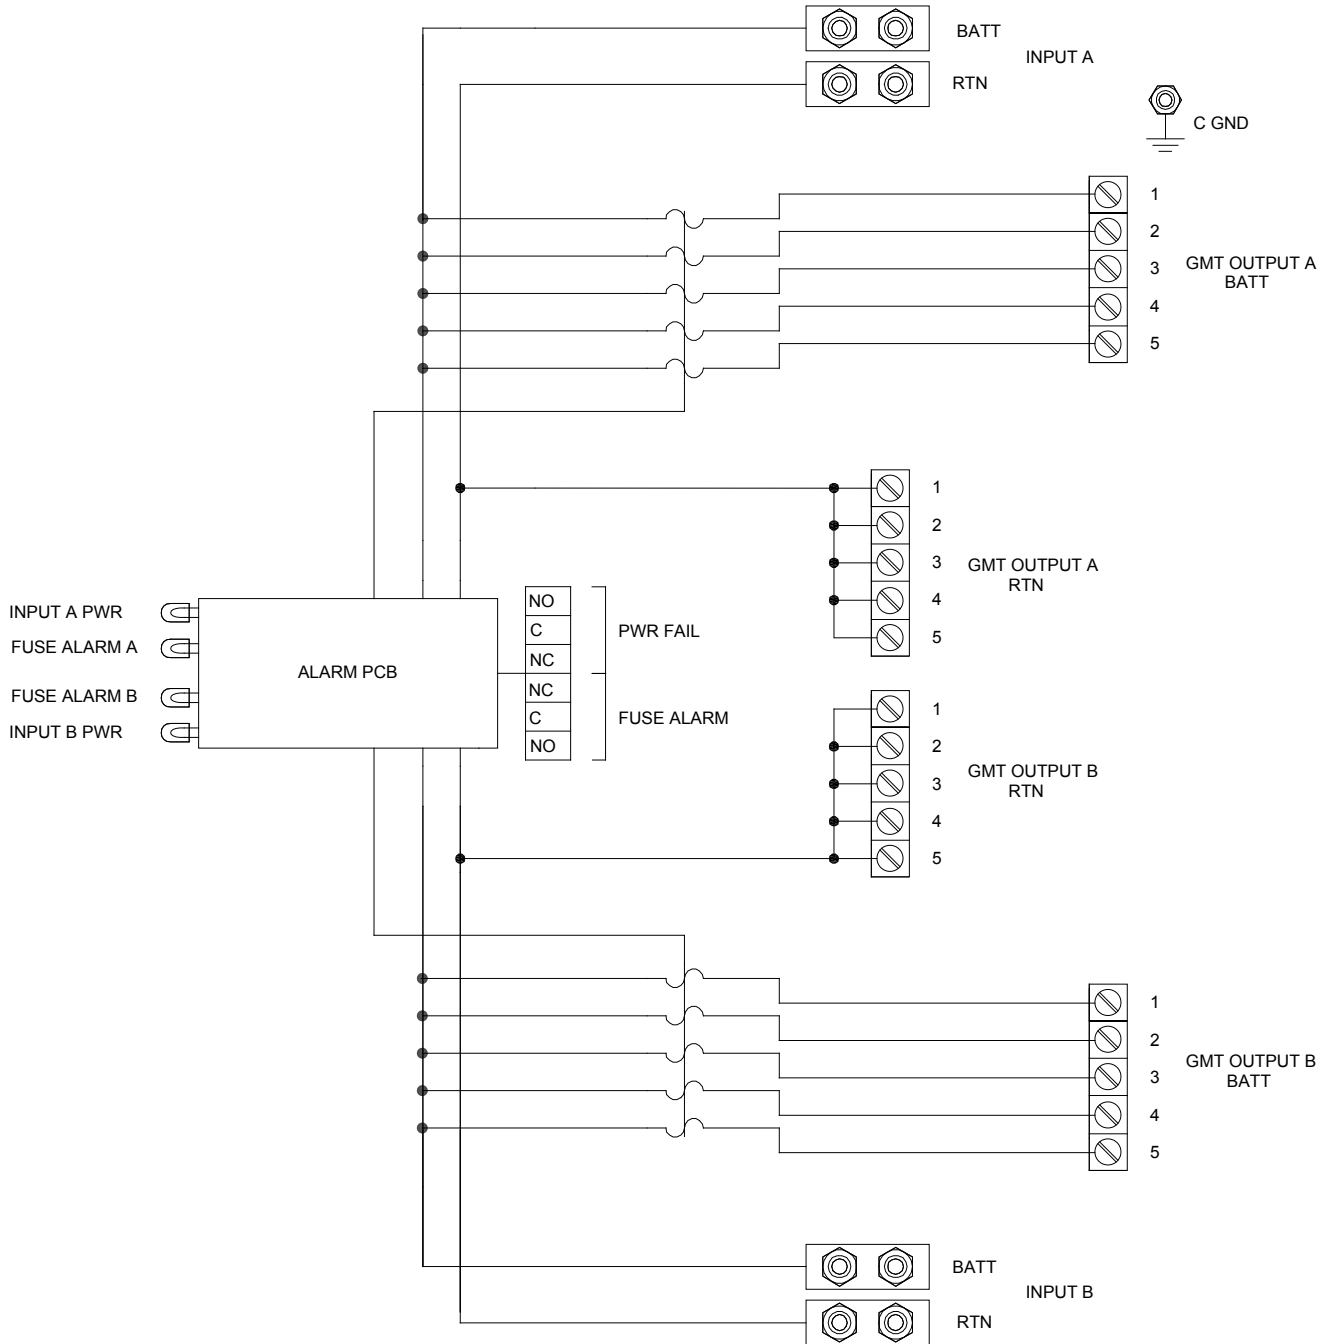 BATT
INPUT A
RTN
C GND
1
2
3
4
5
GMT OUTPUT A
BATT
1
2
3
4
5
GMT OUTPUT A
RTN
INPUT A PWR
FUSE ALARM A
FUSE ALARM B
INPUT B PWR
ALARM PCB
NO
C
NC
NC
C
NO
PWR FAIL
FUSE ALARM
1
2
3
4
5
GMT OUTPUT B
RTN
1
2
3
4
5
GMT OUTPUT B
BATT
BATT
INPUT B
RTN